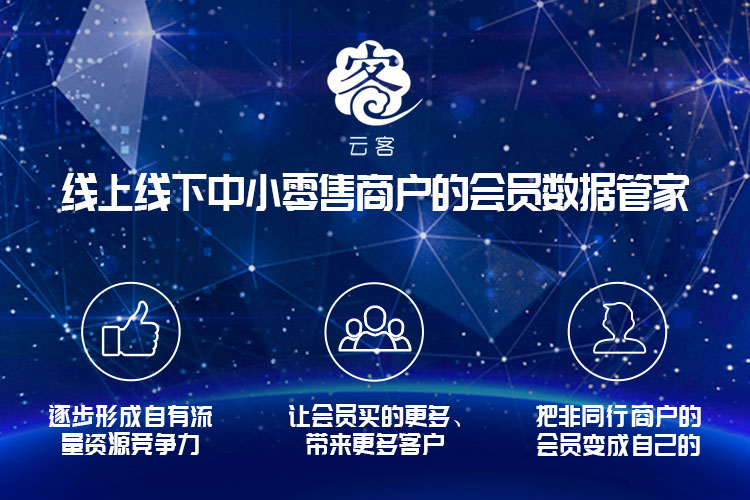 客
云客
线上线下中小零售商户的会员数据管家
逐步形成自有流
量资源竞争力
让会员买的更多、
带来更多客户
把非同行商户的
会员变成自己的